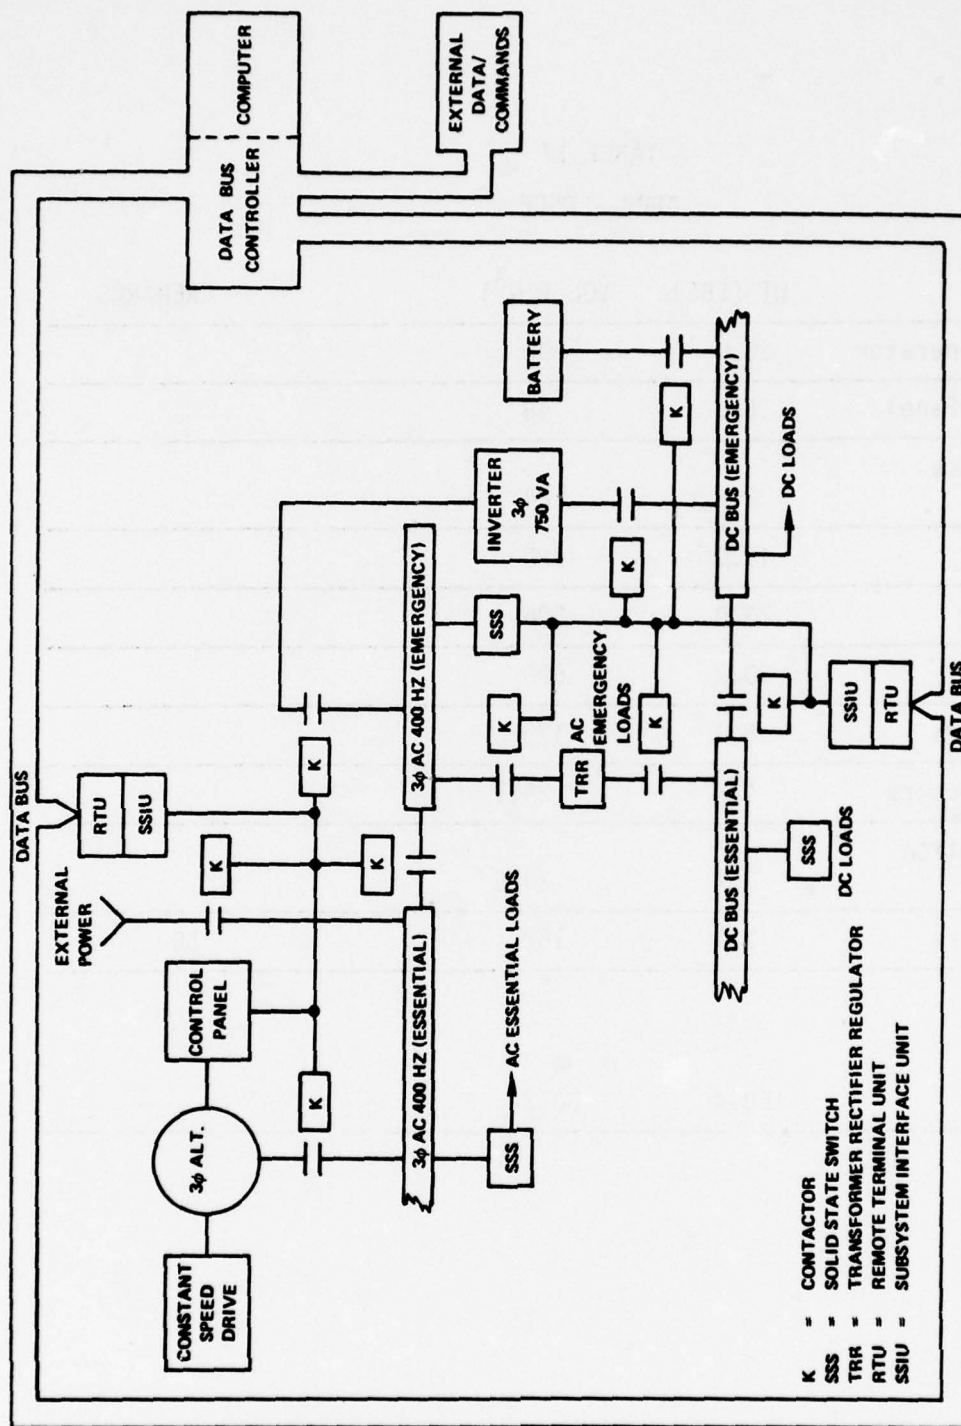 CONSTANT
SPEED
DRIVE
3φ ALT.
CONTROL
PANEL
EXTERNAL
POWER
DATA BUS
RTU
SSIU
K
K
K
K
3φ AC 400 HZ (ESSENTIAL)
3φ AC 400 HZ (EMERGENCY)
SSS
AC ESSENTIAL LOADS
K
TRR
AC
EMERGENCY
LOADS
SSS
K
K
K
INVERTER
3φ
750 VA
BATTERY
DC BUS (ESSENTIAL)
DC BUS (EMERGENCY)
SSS
DC LOADS
DC LOADS
K
SSIU
RTU
DATA BUS
DATA BUS
CONTROLLER
COMPUTER
EXTERNAL
DATA/
COMMANDS
K = CONTACTOR
SSS = SOLID STATE SWITCH
TRR = TRANSFORMER RECTIFIER REGULATOR
RTU = REMOTE TERMINAL UNIT
SSIU = SUBSYSTEM INTERFACE UNIT